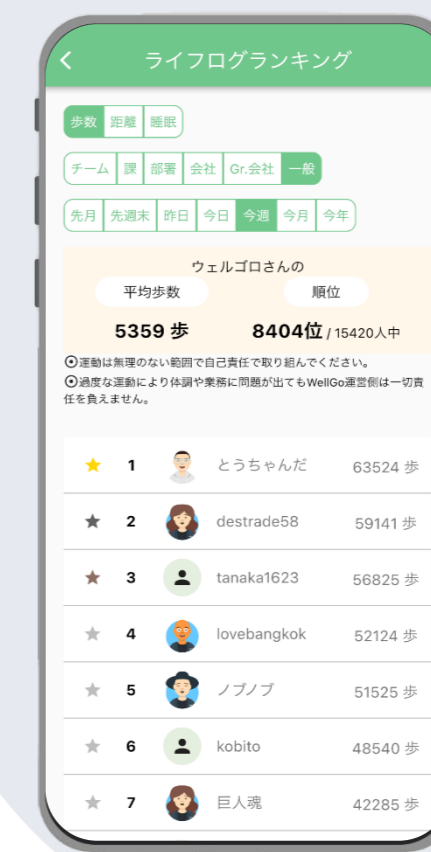 ライフログランキング
歩数 距離 睡眠
チーム 課 部署 会社 Gr.会社 一般
先月 先週末 昨日 今日 今週 今月 今年
ウェルゴロさんの
平均歩数 順位
5359 歩 8404位 / 15420人中
⦿運動は無理のない範囲で自己責任で取り組んでください。
⦿過度な運動により体調や業務に問題が出てもWellGo運営側は一切責
任を負えません。
1 とうちゃんだ 63524 歩
2 destrade58 59141 歩
3 tanaka1623 56825 歩
4 lovebangkok 52124 歩
5 ノブノブ 51525 歩
6 kobito 48540 歩
7 巨人魂 42285 歩